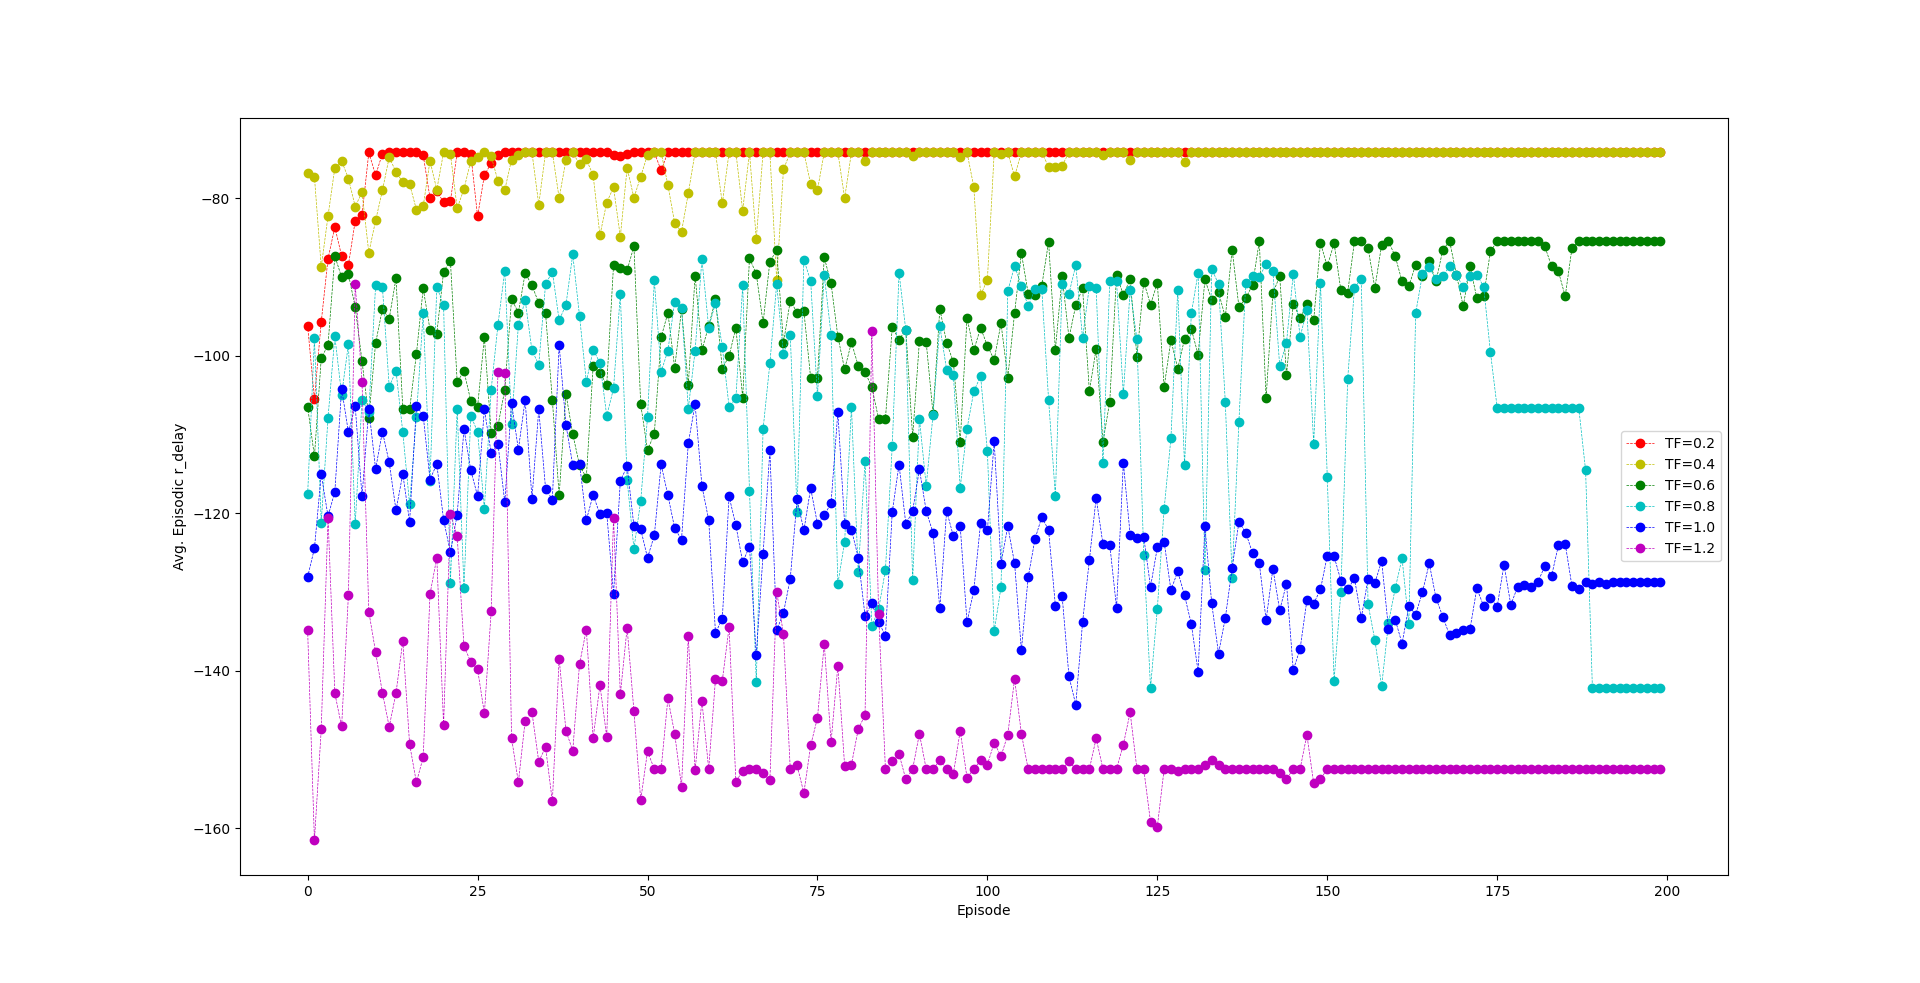 −80
−100
−120
−140
−160
Avg. Episodic r_delay
0 25 50 75 100 125 150 175 200
Episode
TF=0.2
TF=0.4
TF=0.6
TF=0.8
TF=1.0
TF=1.2